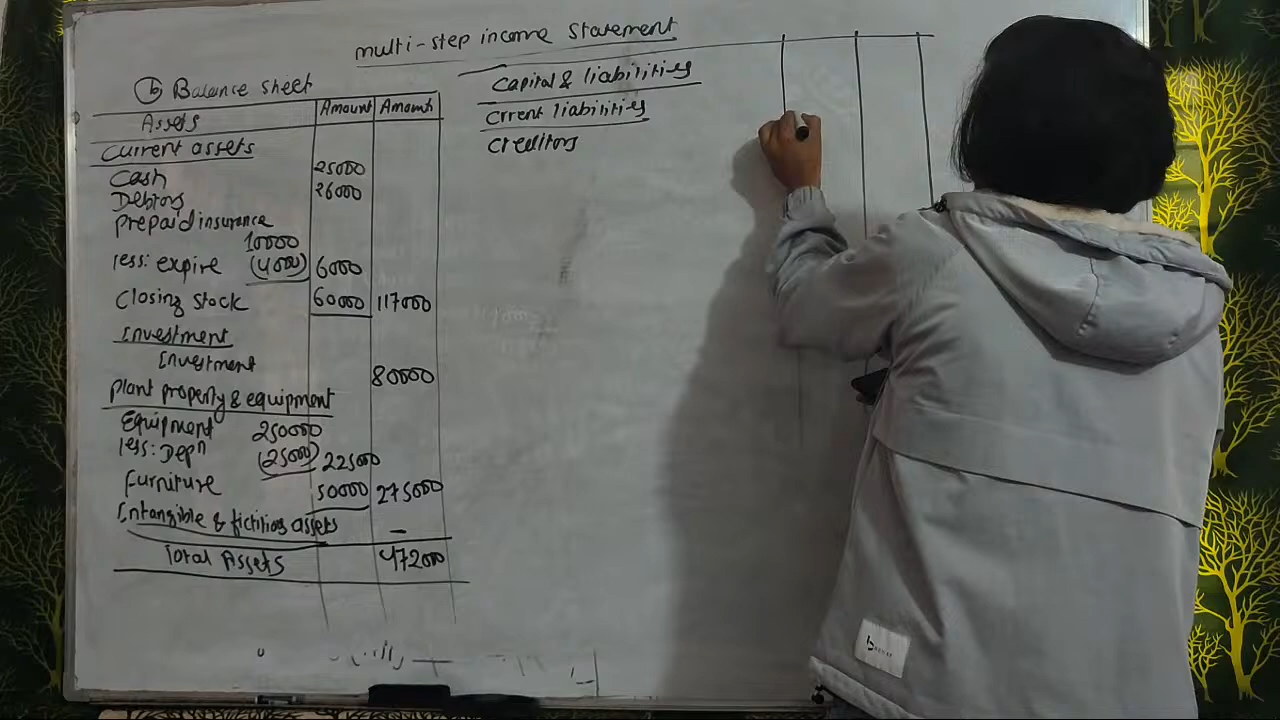 multi-step income statement
(b) Balance sheet
Assets Amount Amount
Current assets
Cash 25000
Debtors 26000
Prepaid insurance
10000
less: expire (4000) 6000
Closing stock 60000 117000
Investment
Investment
80000
Plant property & equipment
Equipment 250000
less: Depn (25000) 225000
Furniture 50000 275000
Intangible & fictitious assets -
Total Assets 472000
Capital & liabilities
Crrent liabilities
Creditors